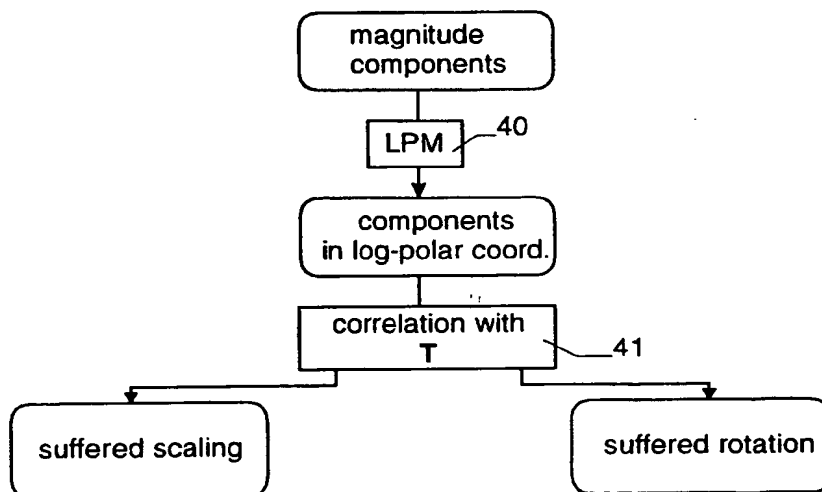 magnitude
components
LPM
40
components
in log-polar coord.
correlation with
T
41
suffered scaling
suffered rotation